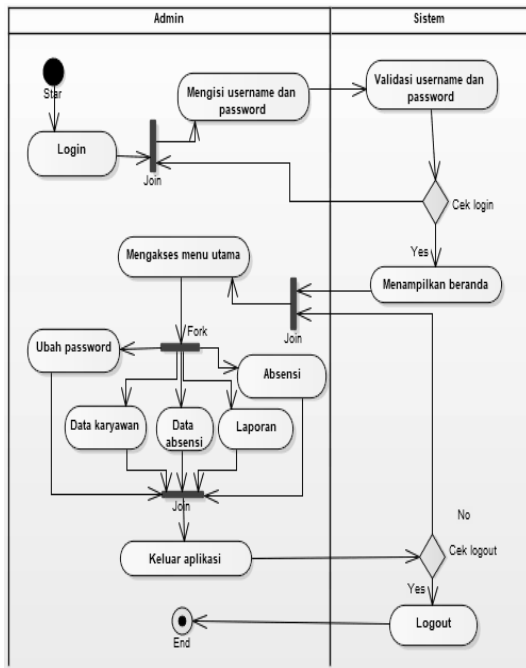 Admin
Sistem
Star
Login
Join
Mengisi username dan
password
Validasi username dan
password
Cek login
Yes
Menampilkan beranda
Join
Mengakses menu utama
Fork
Ubah password
Absensi
Data karyawan
Data
absensi
Laporan
Join
Keluar aplikasi
No
Cek logout
Yes
Logout
End